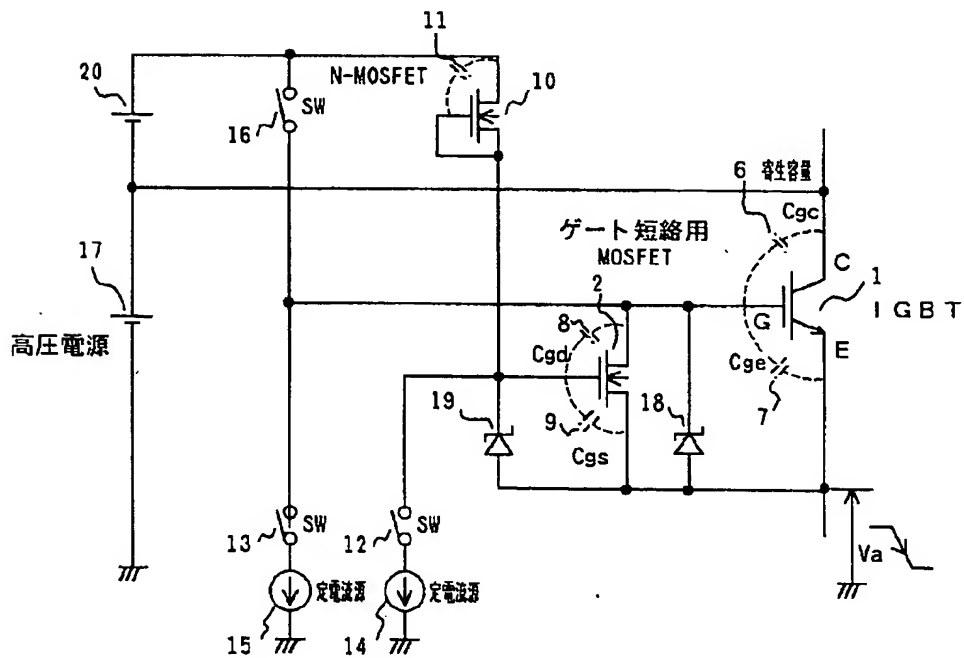 11
20
N-MOSFET
10
SW
16
6 寄生容量
Cgc
17
ゲート短絡用
MOSFET
C
2
1
IGBT
高圧電源
8
G
E
Cgd
Cge
19
18
9
7
Cgs
SW
SW
13
12
Va
定電流源
定電流源
15
14